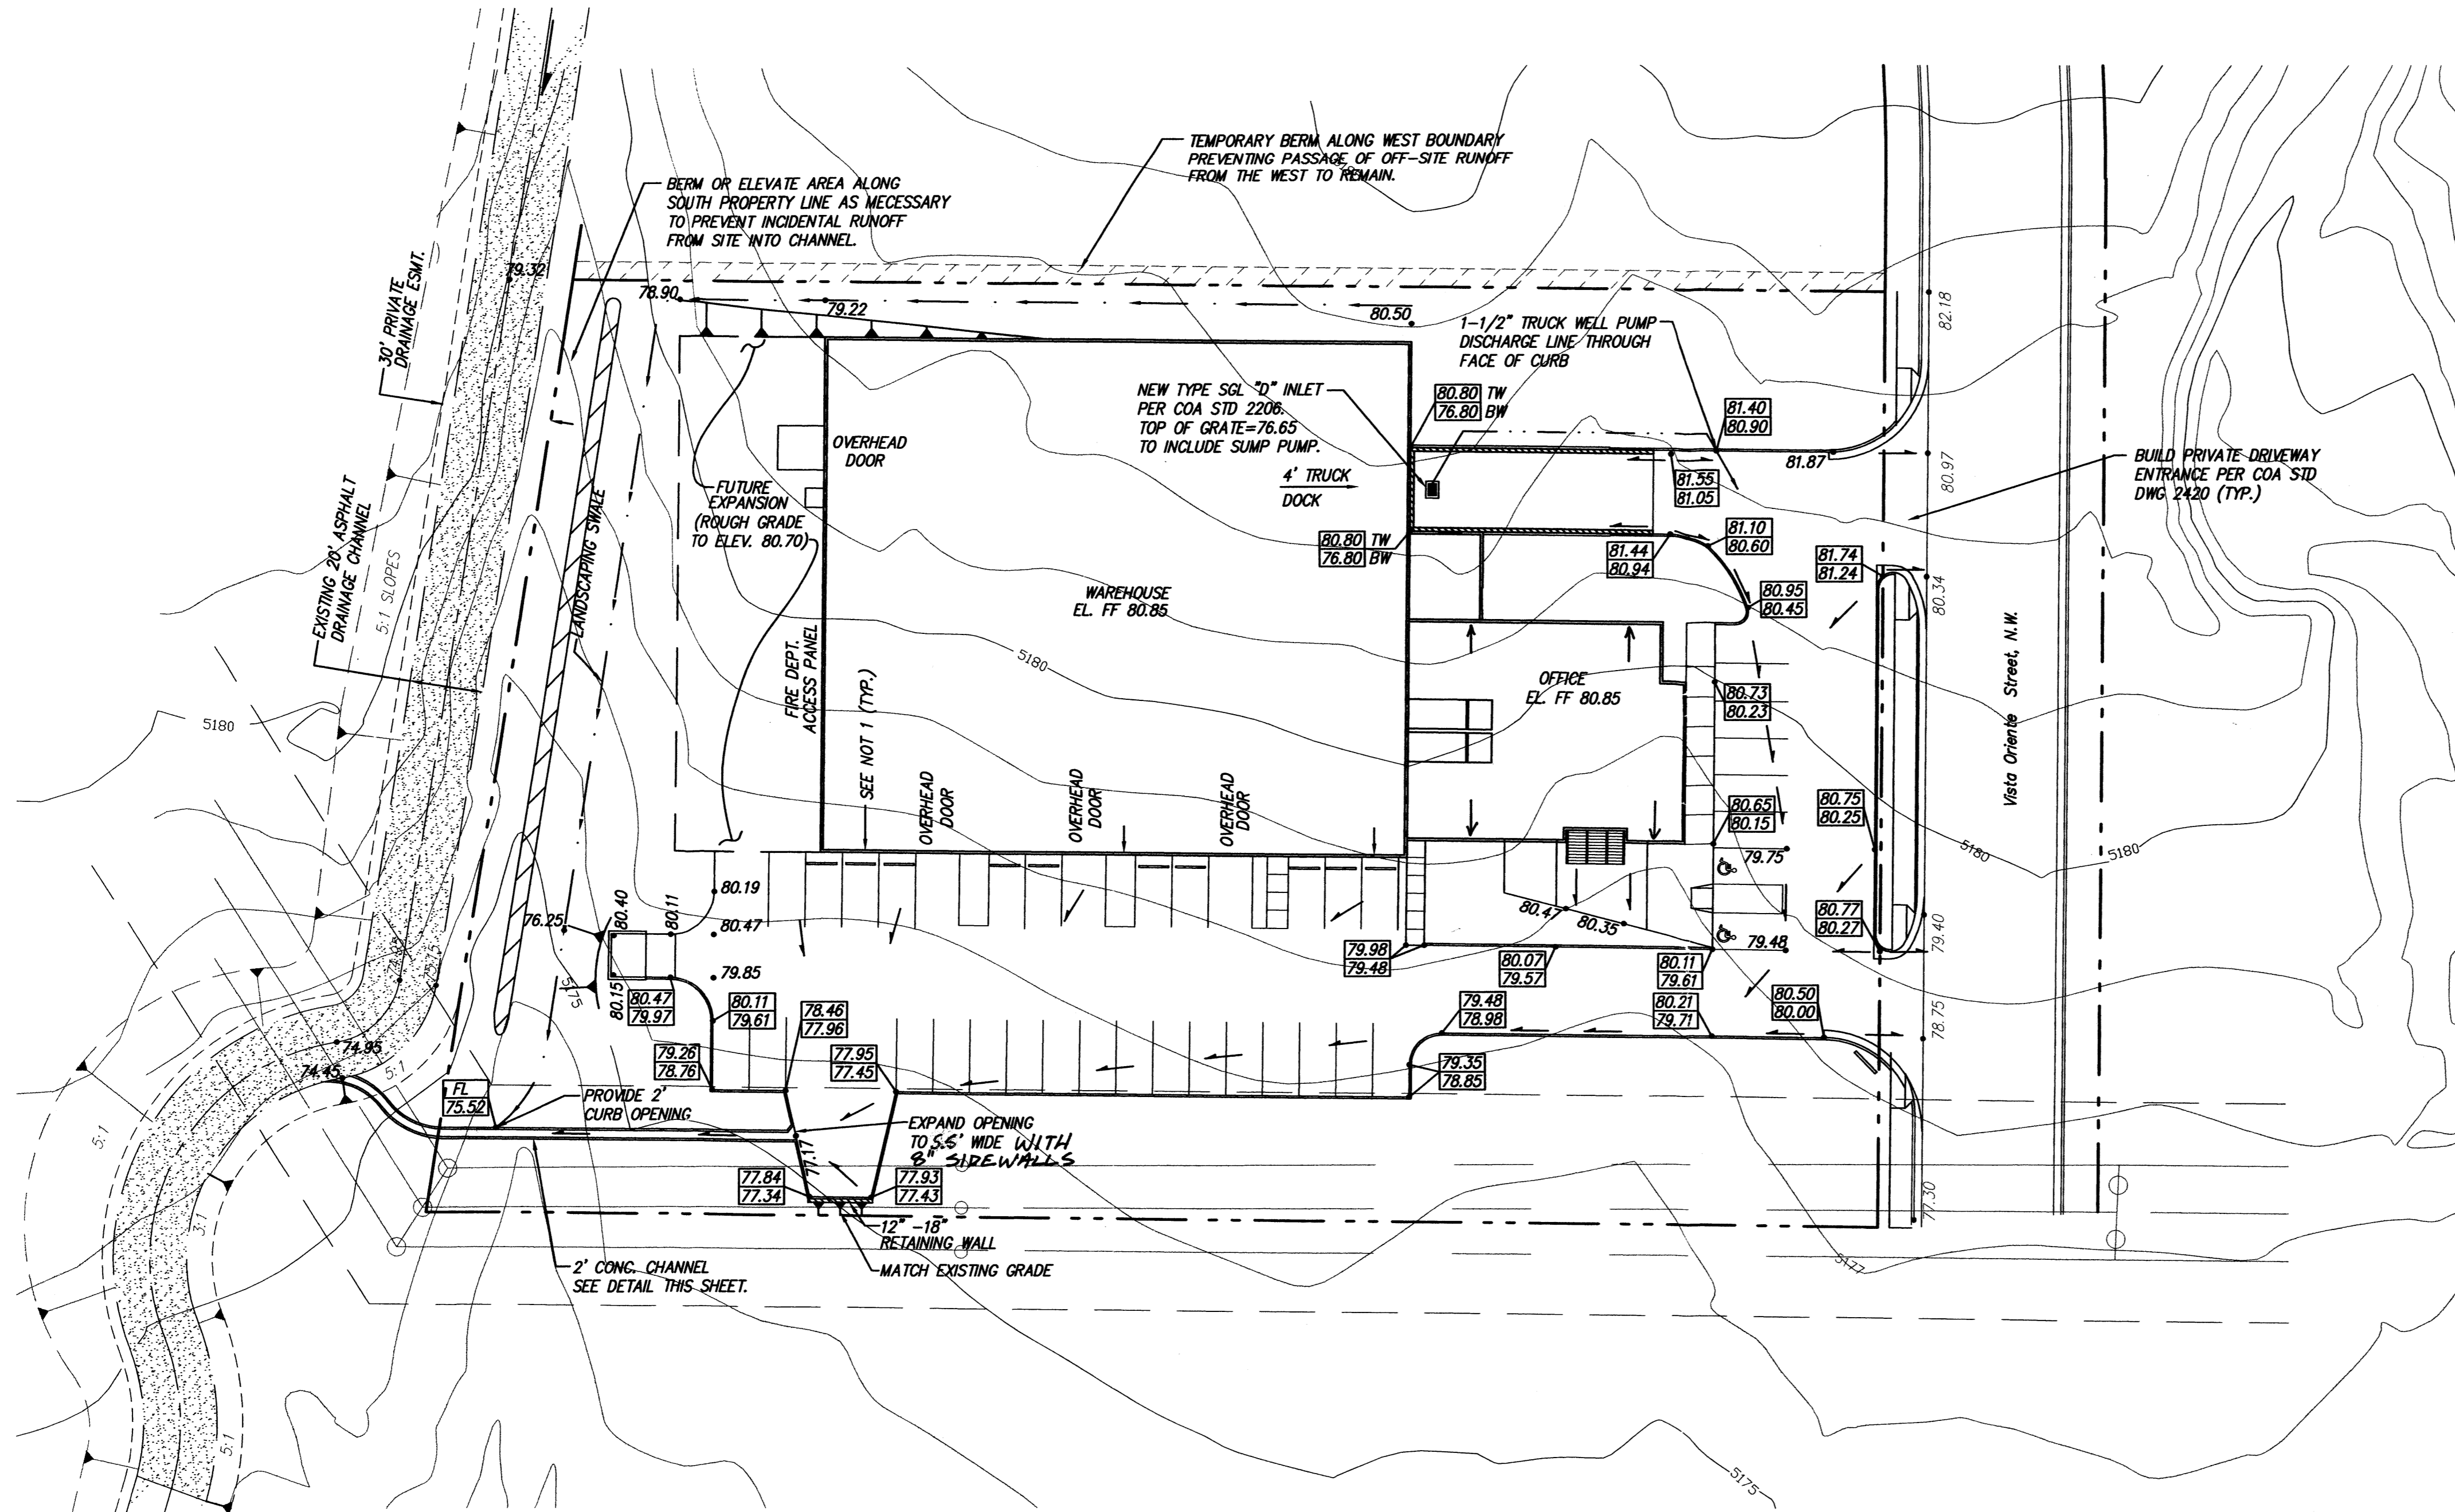 TEMPORARY BERM ALONG WEST BOUNDARY
PREVENTING PASSAGE OF OFF-SITE RUNOFF
FROM THE WEST TO REMAIN.
BERM OR ELEVATE AREA ALONG
SOUTH PROPERTY LINE AS MECESSARY
TO PREVENT INCIDENTAL RUNOFF
FROM SITE INTO CHANNEL.
30' PRIVATE
DRAINAGE ESMT.
79.32
78.90
79.22
80.50
1-1/2" TRUCK WELL PUMP
DISCHARGE LINE THROUGH
FACE OF CURB
82.18
NEW TYPE SGL "D" INLET
PER COA STD 2206.
TOP OF GRATE=76.65
TO INCLUDE SUMP PUMP.
80.80 TW
76.80 BW
81.40
80.90
OVERHEAD
DOOR
4' TRUCK
DOCK
81.87
81.55
81.05
80.97
BUILD PRIVATE DRIVEWAY
ENTRANCE PER COA STD
DWG 2420 (TYP.)
EXISTING 20' ASPHALT
DRAINAGE CHANNEL
5:1 SLOPES
LANDSCAPING SWALE
FUTURE
EXPANSION
(ROUGH GRADE
TO ELEV. 80.70)
80.80 TW
76.80 BW
81.44
80.94
81.10
80.60
81.74
81.24
80.34
WAREHOUSE
EL. FF 80.85
80.95
80.45
FIRE DEPT.
ACCESS PANEL
SEE NOT 1 (TYP.)
5180
OFFICE
EL. FF 80.85
80.73
80.23
Vista Oriente Street, N.W.
5180
OVERHEAD
DOOR
OVERHEAD
DOOR
OVERHEAD
DOOR
80.65
80.15
80.75
80.25
79.75
5180
5180
80.19
80.40
80.11
76.25
80.47
80.47
80.35
80.77
80.27
79.40
79.48
79.98
79.48
80.07
79.57
80.11
79.61
79.85
5175
80.15
80.47
79.97
80.11
79.61
78.46
77.96
79.48
78.98
80.21
79.71
80.50
80.00
78.75
74.95
74.45
5:1
79.26
78.76
77.95
77.45
79.35
78.85
FL
75.52
PROVIDE 2'
CURB OPENING
EXPAND OPENING
TO 5.5' WIDE WITH
8" SIDEWALLS
77.17
5:1
3:1
77.84
77.34
77.93
77.43
77.30
12" -18"
RETAINING WALL
MATCH EXISTING GRADE
2' CONC. CHANNEL
SEE DETAIL THIS SHEET.
5177
5:1
5175